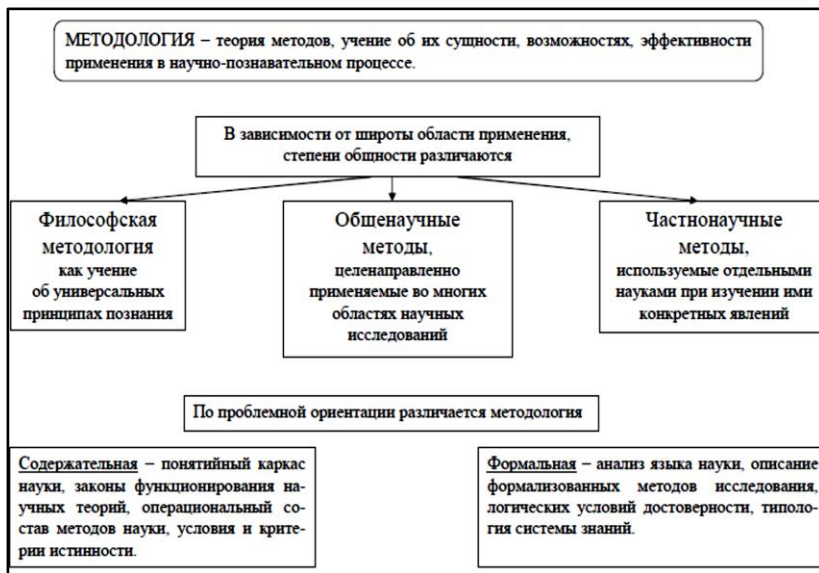 МЕТОДОЛОГИЯ – теория методов, учение об их сущности, возможностях, эффективности
применения в научно-познавательном процессе.
В зависимости от широты области применения,
степени общности различаются
Философская
методология
как учение
об универсальных
принципах познания
Общенаучные
методы,
целенаправленно
применяемые во многих
областях научных
исследований
Частнонаучные
методы,
используемые отдельными
науками при изучении ими
конкретных явлений
По проблемной ориентации различается методология
Содержательная – понятийный каркас
науки, законы функционирования на-
учных теорий, операциональный со-
став методов науки, условия и крите-
рии истинности.
Формальная – анализ языка науки, описание
формализованных методов исследования,
логических условий достоверности, типоло-
гия системы знаний.